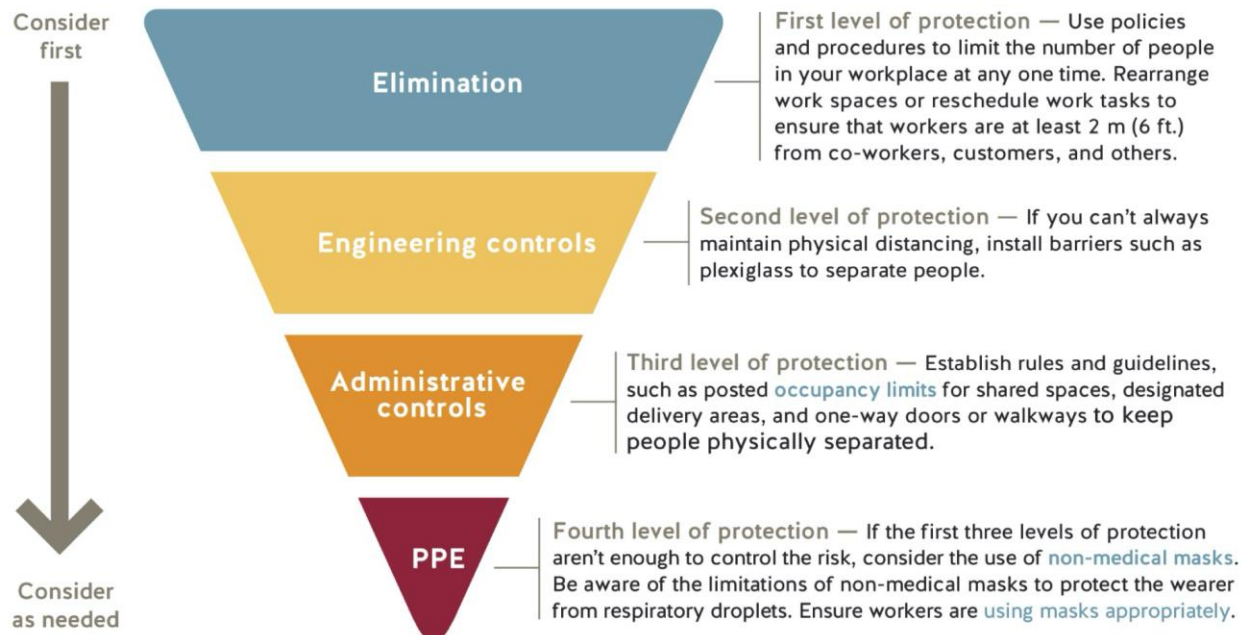 Consider
first
Elimination
First level of protection — Use policies
and procedures to limit the number of people
in your workplace at any one time. Rearrange
work spaces or reschedule work tasks to
ensure that workers are at least 2 m (6 ft.)
from co-workers, customers, and others.
Engineering controls
Second level of protection — If you can't always
maintain physical distancing, install barriers such as
plexiglass to separate people.
Administrative
controls
Third level of protection — Establish rules and guidelines,
such as posted occupancy limits for shared spaces, designated
delivery areas, and one-way doors or walkways to keep
people physically separated.
PPE
Fourth level of protection — If the first three levels of protection
aren't enough to control the risk, consider the use of non-medical masks.
Be aware of the limitations of non-medical masks to protect the wearer
from respiratory droplets. Ensure workers are using masks appropriately.
Consider
as needed